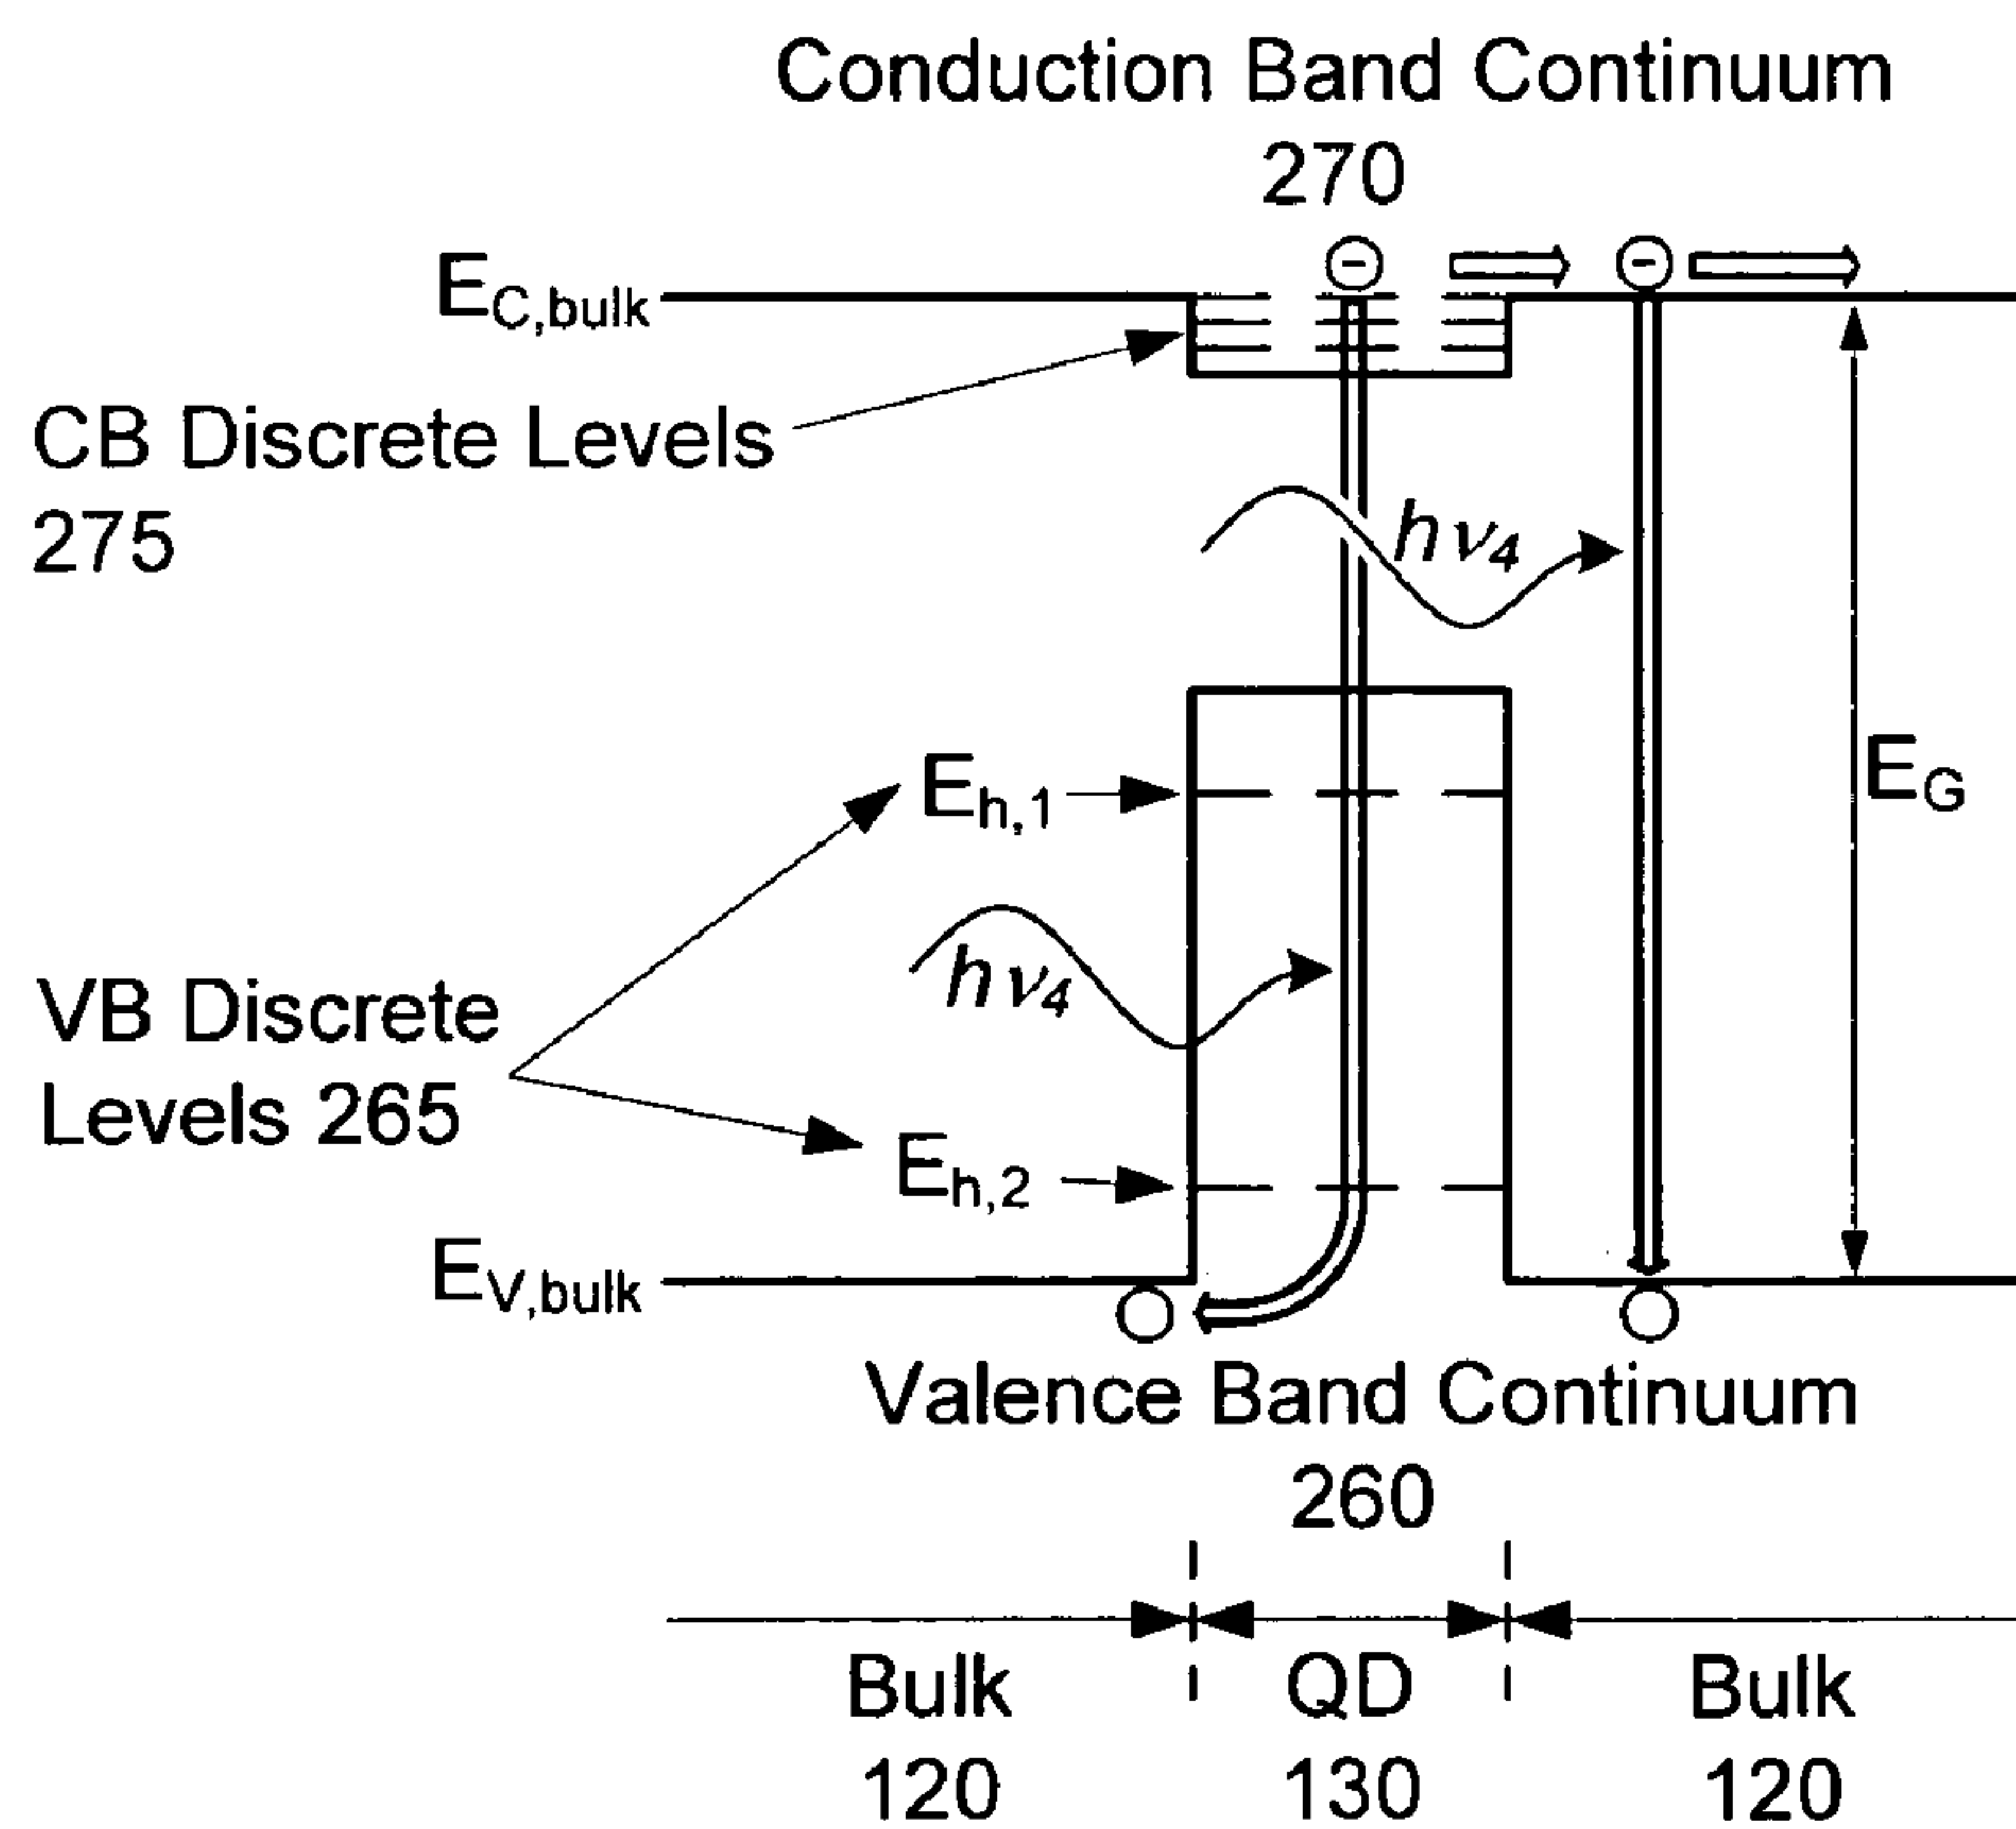 Conduction Band Continuum
270
E_C,bulk
CB Discrete Levels
275
hν4
E_h,1
E_G
hν4
VB Discrete
Levels 265
E_h,2
E_V,bulk
Valence Band Continuum
260
Bulk QD Bulk
120 130 120